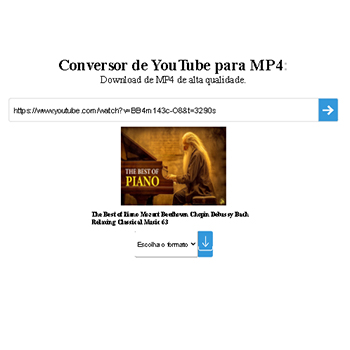 Conversor de YouTube para MP4:
Download de MP4 de alta qualidade.
https://www.youtube.com/watch?v=BB4m143c-O8&t=3290s
THE BEST OF
PIANO
The Best of Piano Mozart Beethoven Chopin Debussy Bach
Relaxing Classical Music 63
Escolha o formato